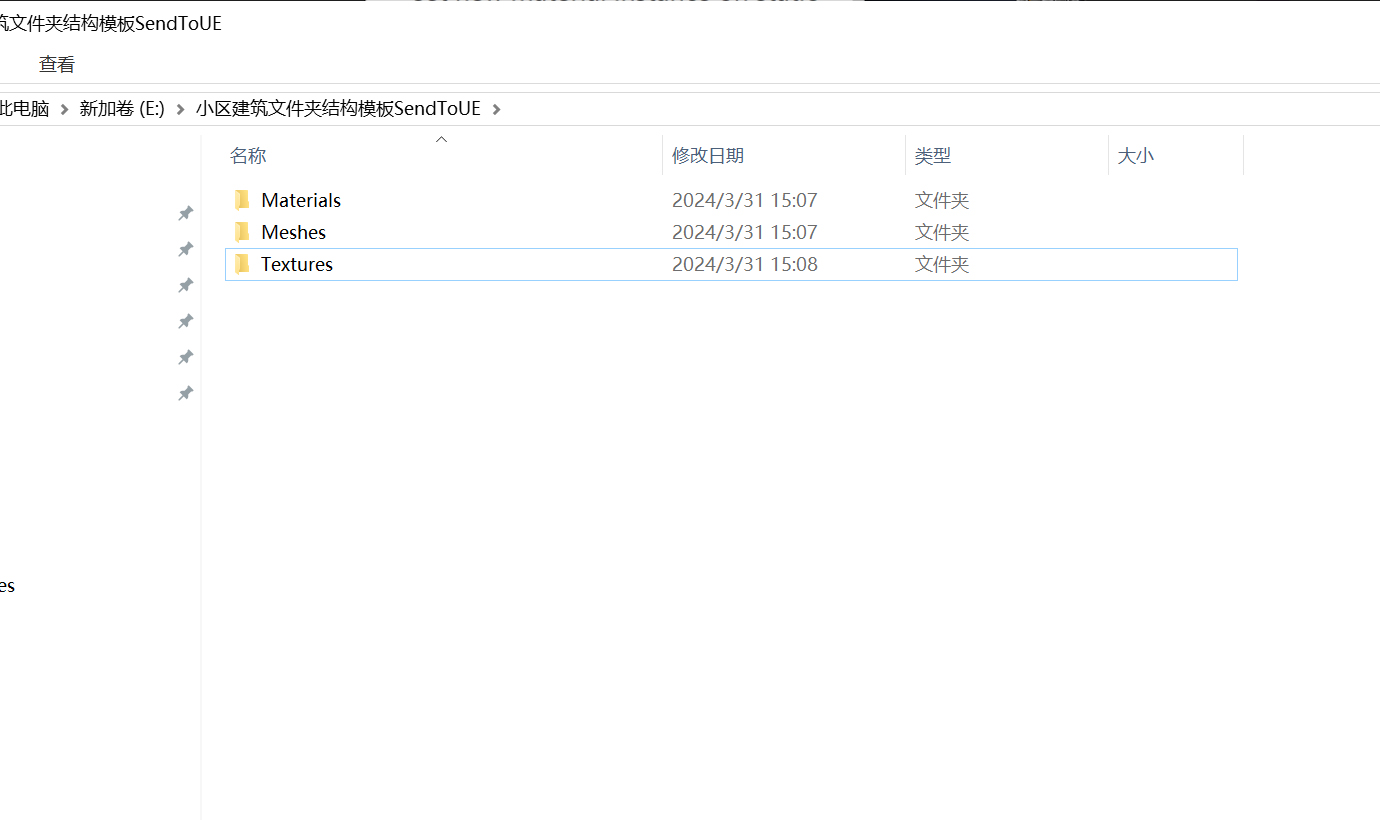 筑文件夹结构模板SendToUE
查看
此电脑 新加卷 (E:) 小区建筑文件夹结构模板SendToUE
名称 修改日期 类型 大小
Materials 2024/3/31 15:07 文件夹
Meshes 2024/3/31 15:07 文件夹
Textures 2024/3/31 15:08 文件夹
es